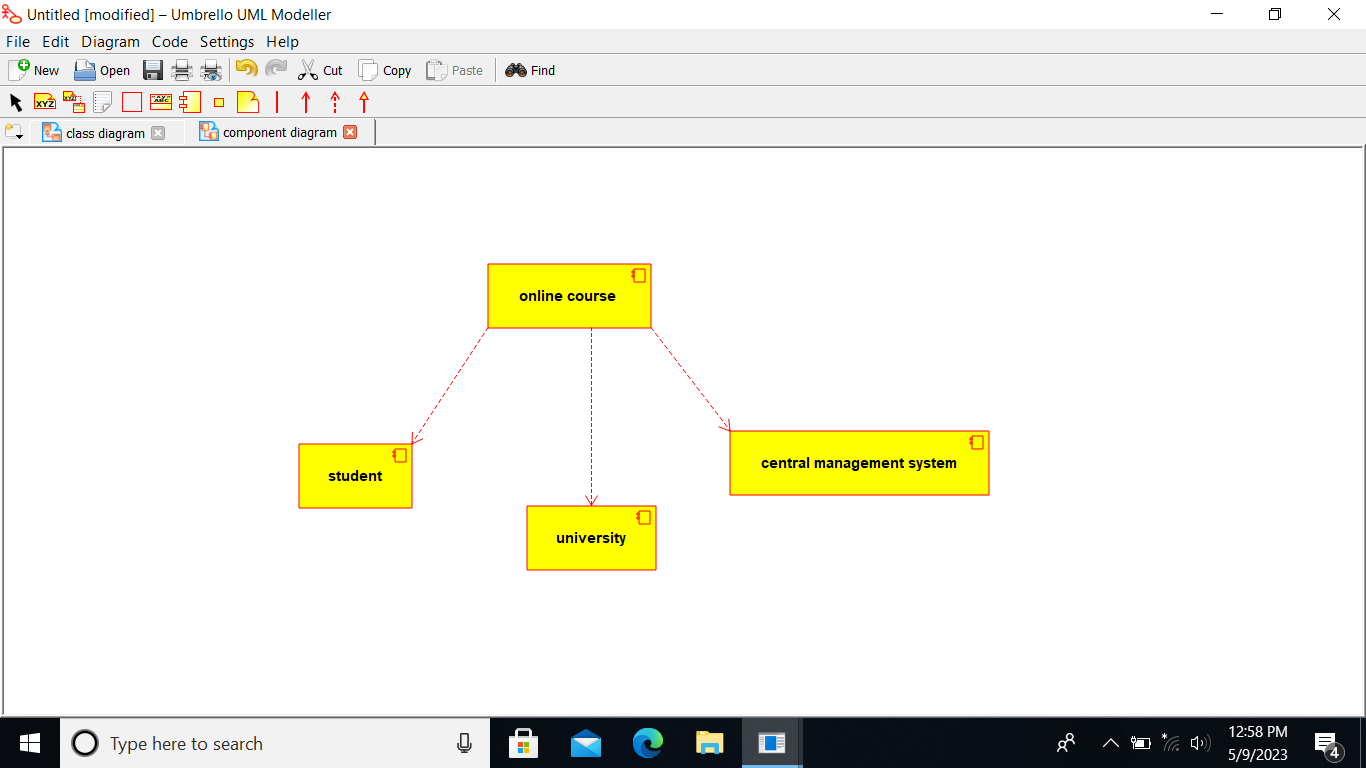 Untitled [modified] – Umbrello UML Modeller
File Edit Diagram Code Settings Help
New Open Cut Copy Paste Find
XYZ XYZ ABC
class diagram component diagram
online course
student
central management system
university
Type here to search
12:58 PM
5/9/2023
4